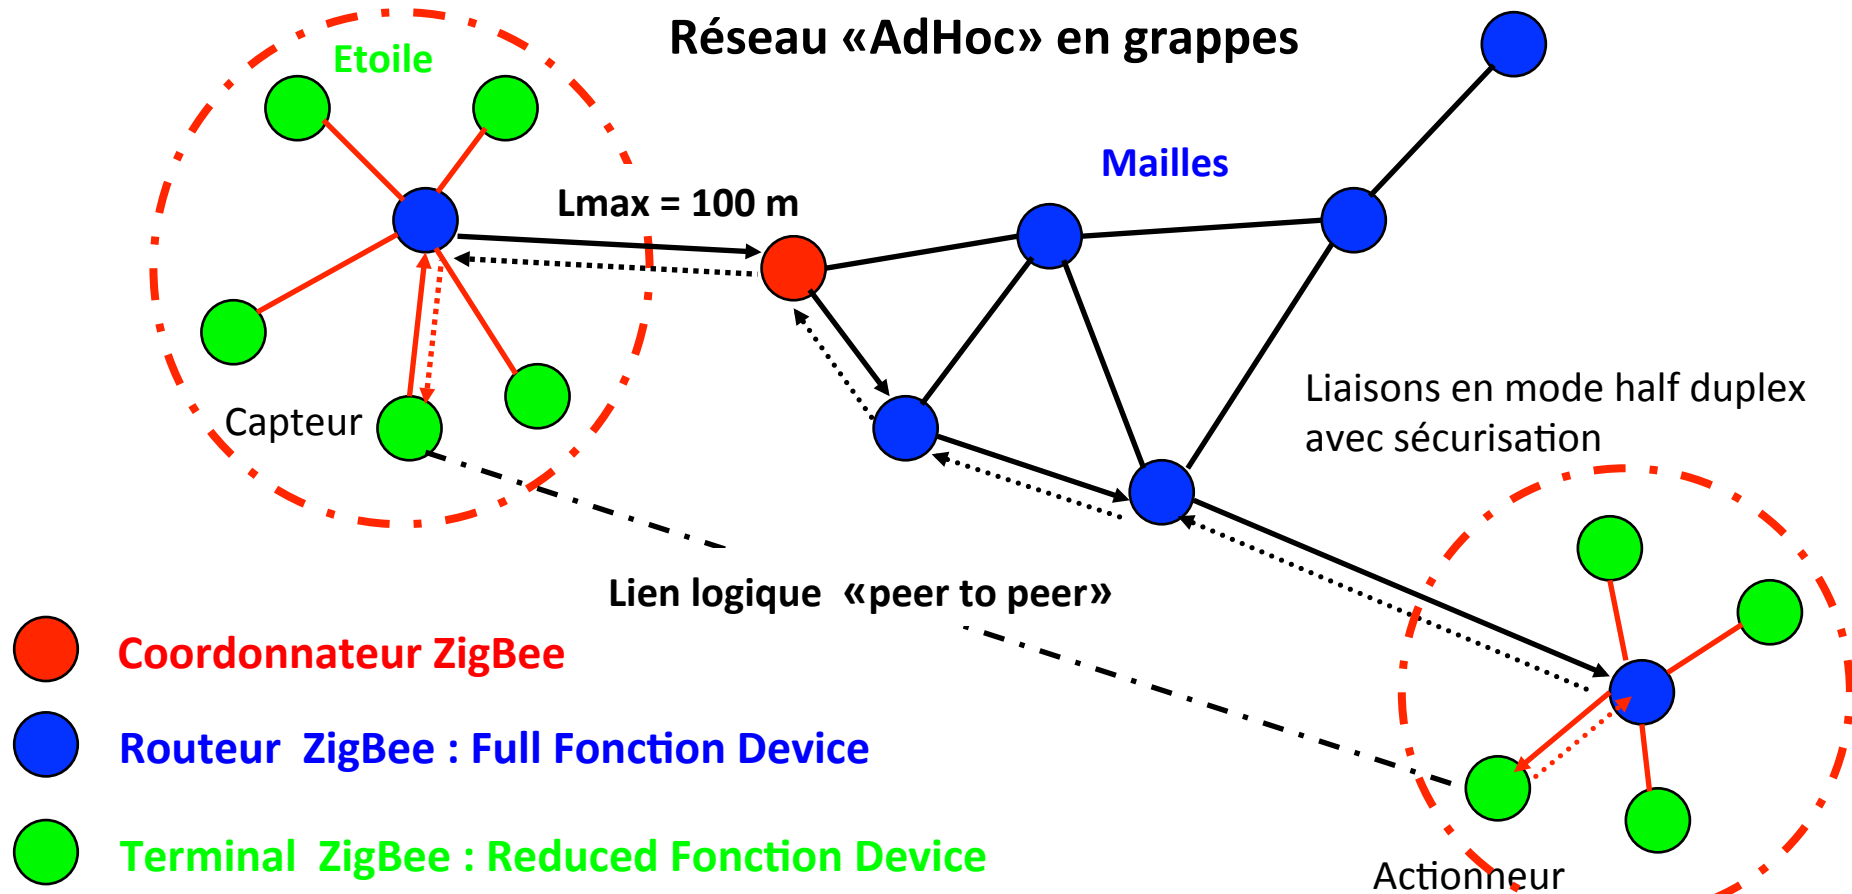 Réseau «AdHoc» en grappes
Etoile
Mailles
Lmax = 100 m
Liaisons en mode half duplex
avec sécurisation
Capteur
Lien logique «peer to peer»
Coordonnateur ZigBee
Routeur ZigBee : Full Fonction Device
Terminal ZigBee : Reduced Fonction Device
Actionneur